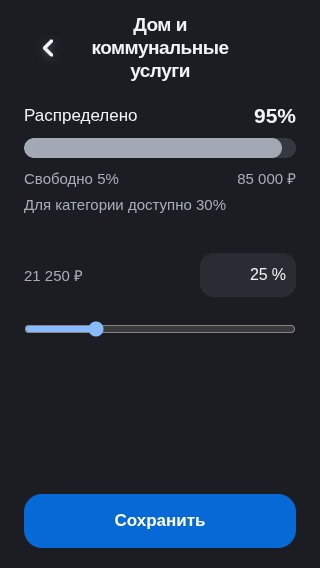 Дом и
коммунальные
услуги
Распределено 95%
Свободно 5% 85 000 ₽
Для категории доступно 30%
21 250 ₽ 25 %
Сохранить